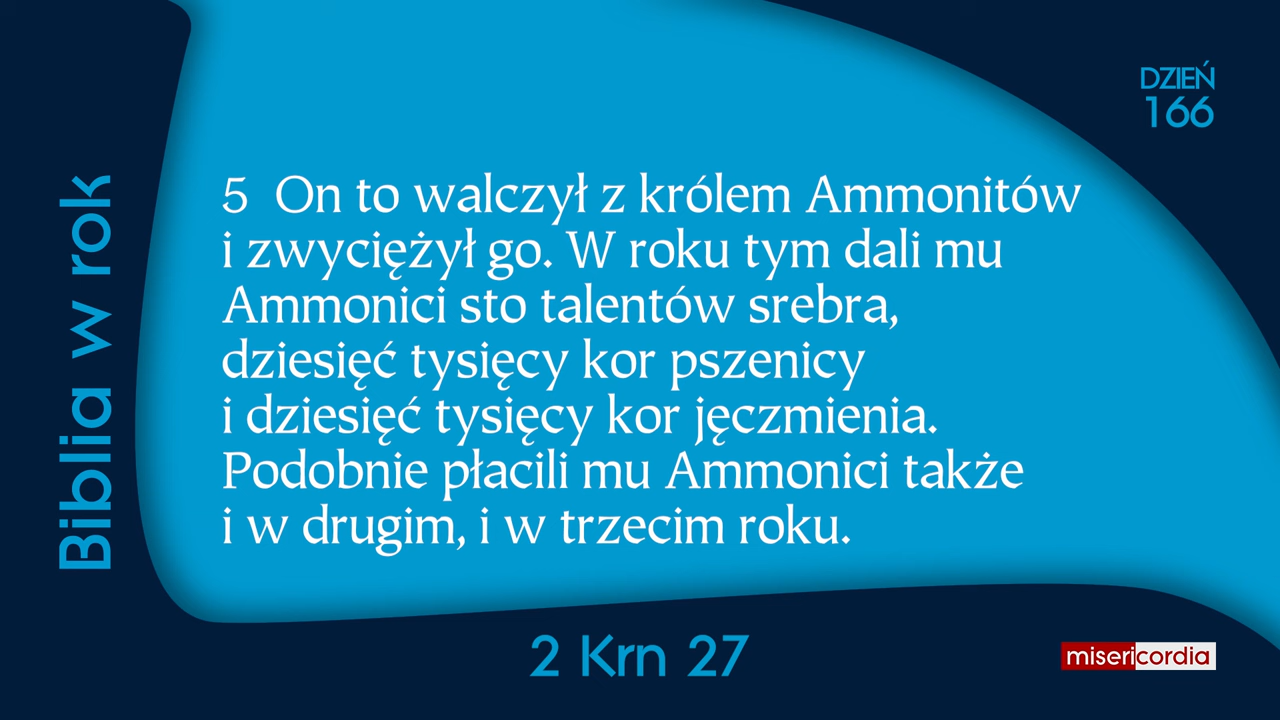 DZIEŃ
166
Biblia w rok
5 On to walczył z królem Ammonitów
i zwyciężył go. W roku tym dali mu
Ammonici sto talentów srebra,
dziesięć tysięcy kor pszenicy
i dziesięć tysięcy kor jęczmienia.
Podobnie płacili mu Ammonici także
i w drugim, i w trzecim roku.
2 Krn 27
misericordia